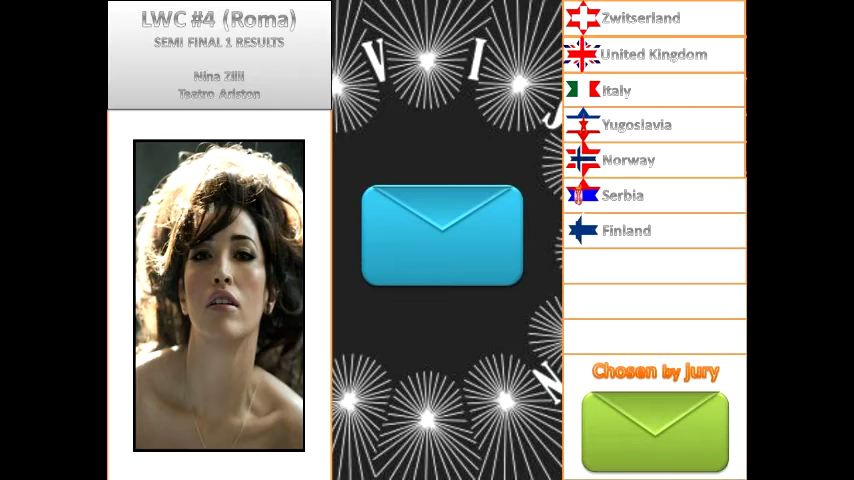 LWC #4 (Roma)
SEMI FINAL 1 RESULTS
Nina Zilli
Teatro Ariston
V I
J
N
Zwitserland
United Kingdom
Italy
Yugoslavia
Norway
Serbia
Finland
Chosen by jury